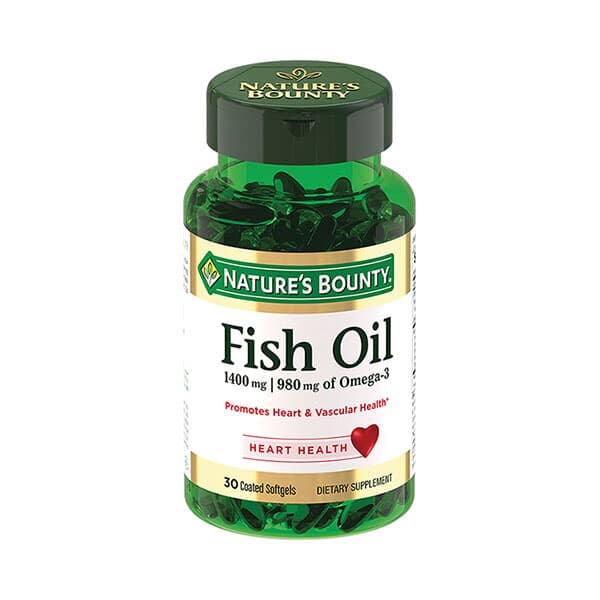 NATURE'S
BOUNTY
NATURE'S BOUNTY®
Fish Oil
1400 mg | 980 mg of Omega-3
Promotes Heart & Vascular Health*
HEART HEALTH
30 Coated Softgels DIETARY SUPPLEMENT